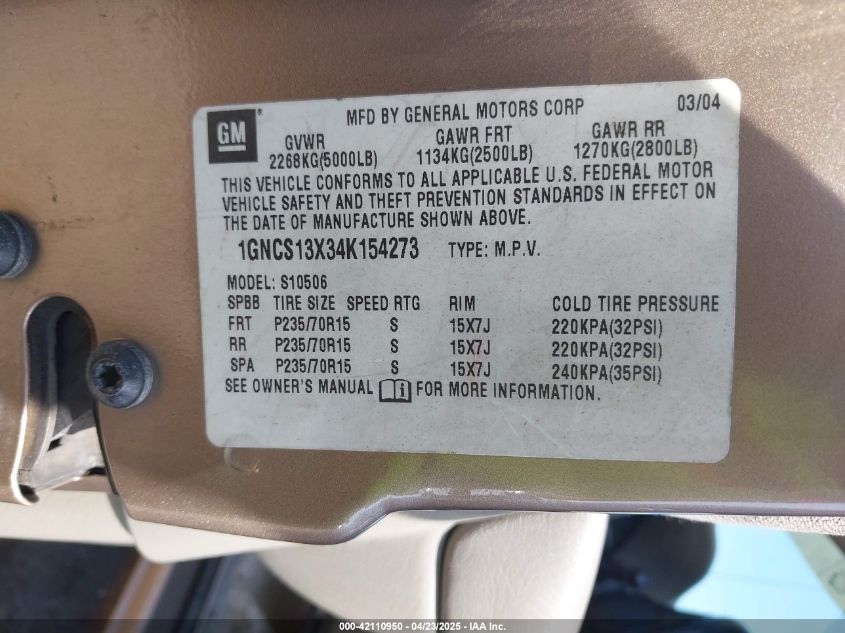 MFD BY GENERAL MOTORS CORP 03/04
GM
GVWR GAWR FRT GAWR RR
2268KG(5000LB) 1134KG(2500LB) 1270KG(2800LB)
THIS VEHICLE CONFORMS TO ALL APPLICABLE U.S. FEDERAL MOTOR
VEHICLE SAFETY AND THEFT PREVENTION STANDARDS IN EFFECT ON
THE DATE OF MANUFACTURE SHOWN ABOVE.
1GNCS13X34K154273 TYPE: M.P.V.
MODEL: S10506
SPBB TIRE SIZE SPEED RTG RIM COLD TIRE PRESSURE
FRT P235/70R15 S 15X7J 220KPA(32PSI)
RR P235/70R15 S 15X7J 220KPA(32PSI)
SPA P235/70R15 S 15X7J 240KPA(35PSI)
SEE OWNER'S MANUAL i FOR MORE INFORMATION.
000-42110950 - 04/23/2025 - IAA Inc.